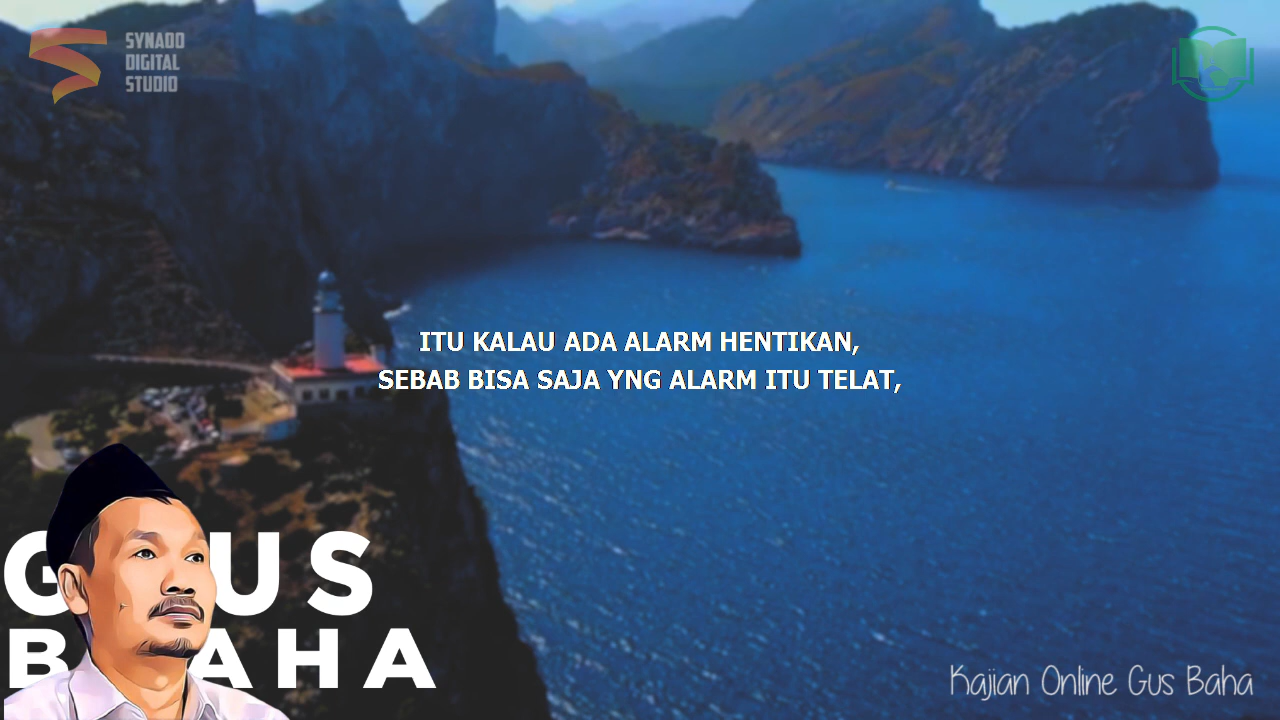 SYNADO
DIGITAL
STUDIO
ITU KALAU ADA ALARM HENTIKAN,
SEBAB BISA SAJA YNG ALARM ITU TELAT,
GUS
BAHA
Kajian Online Gus Baha